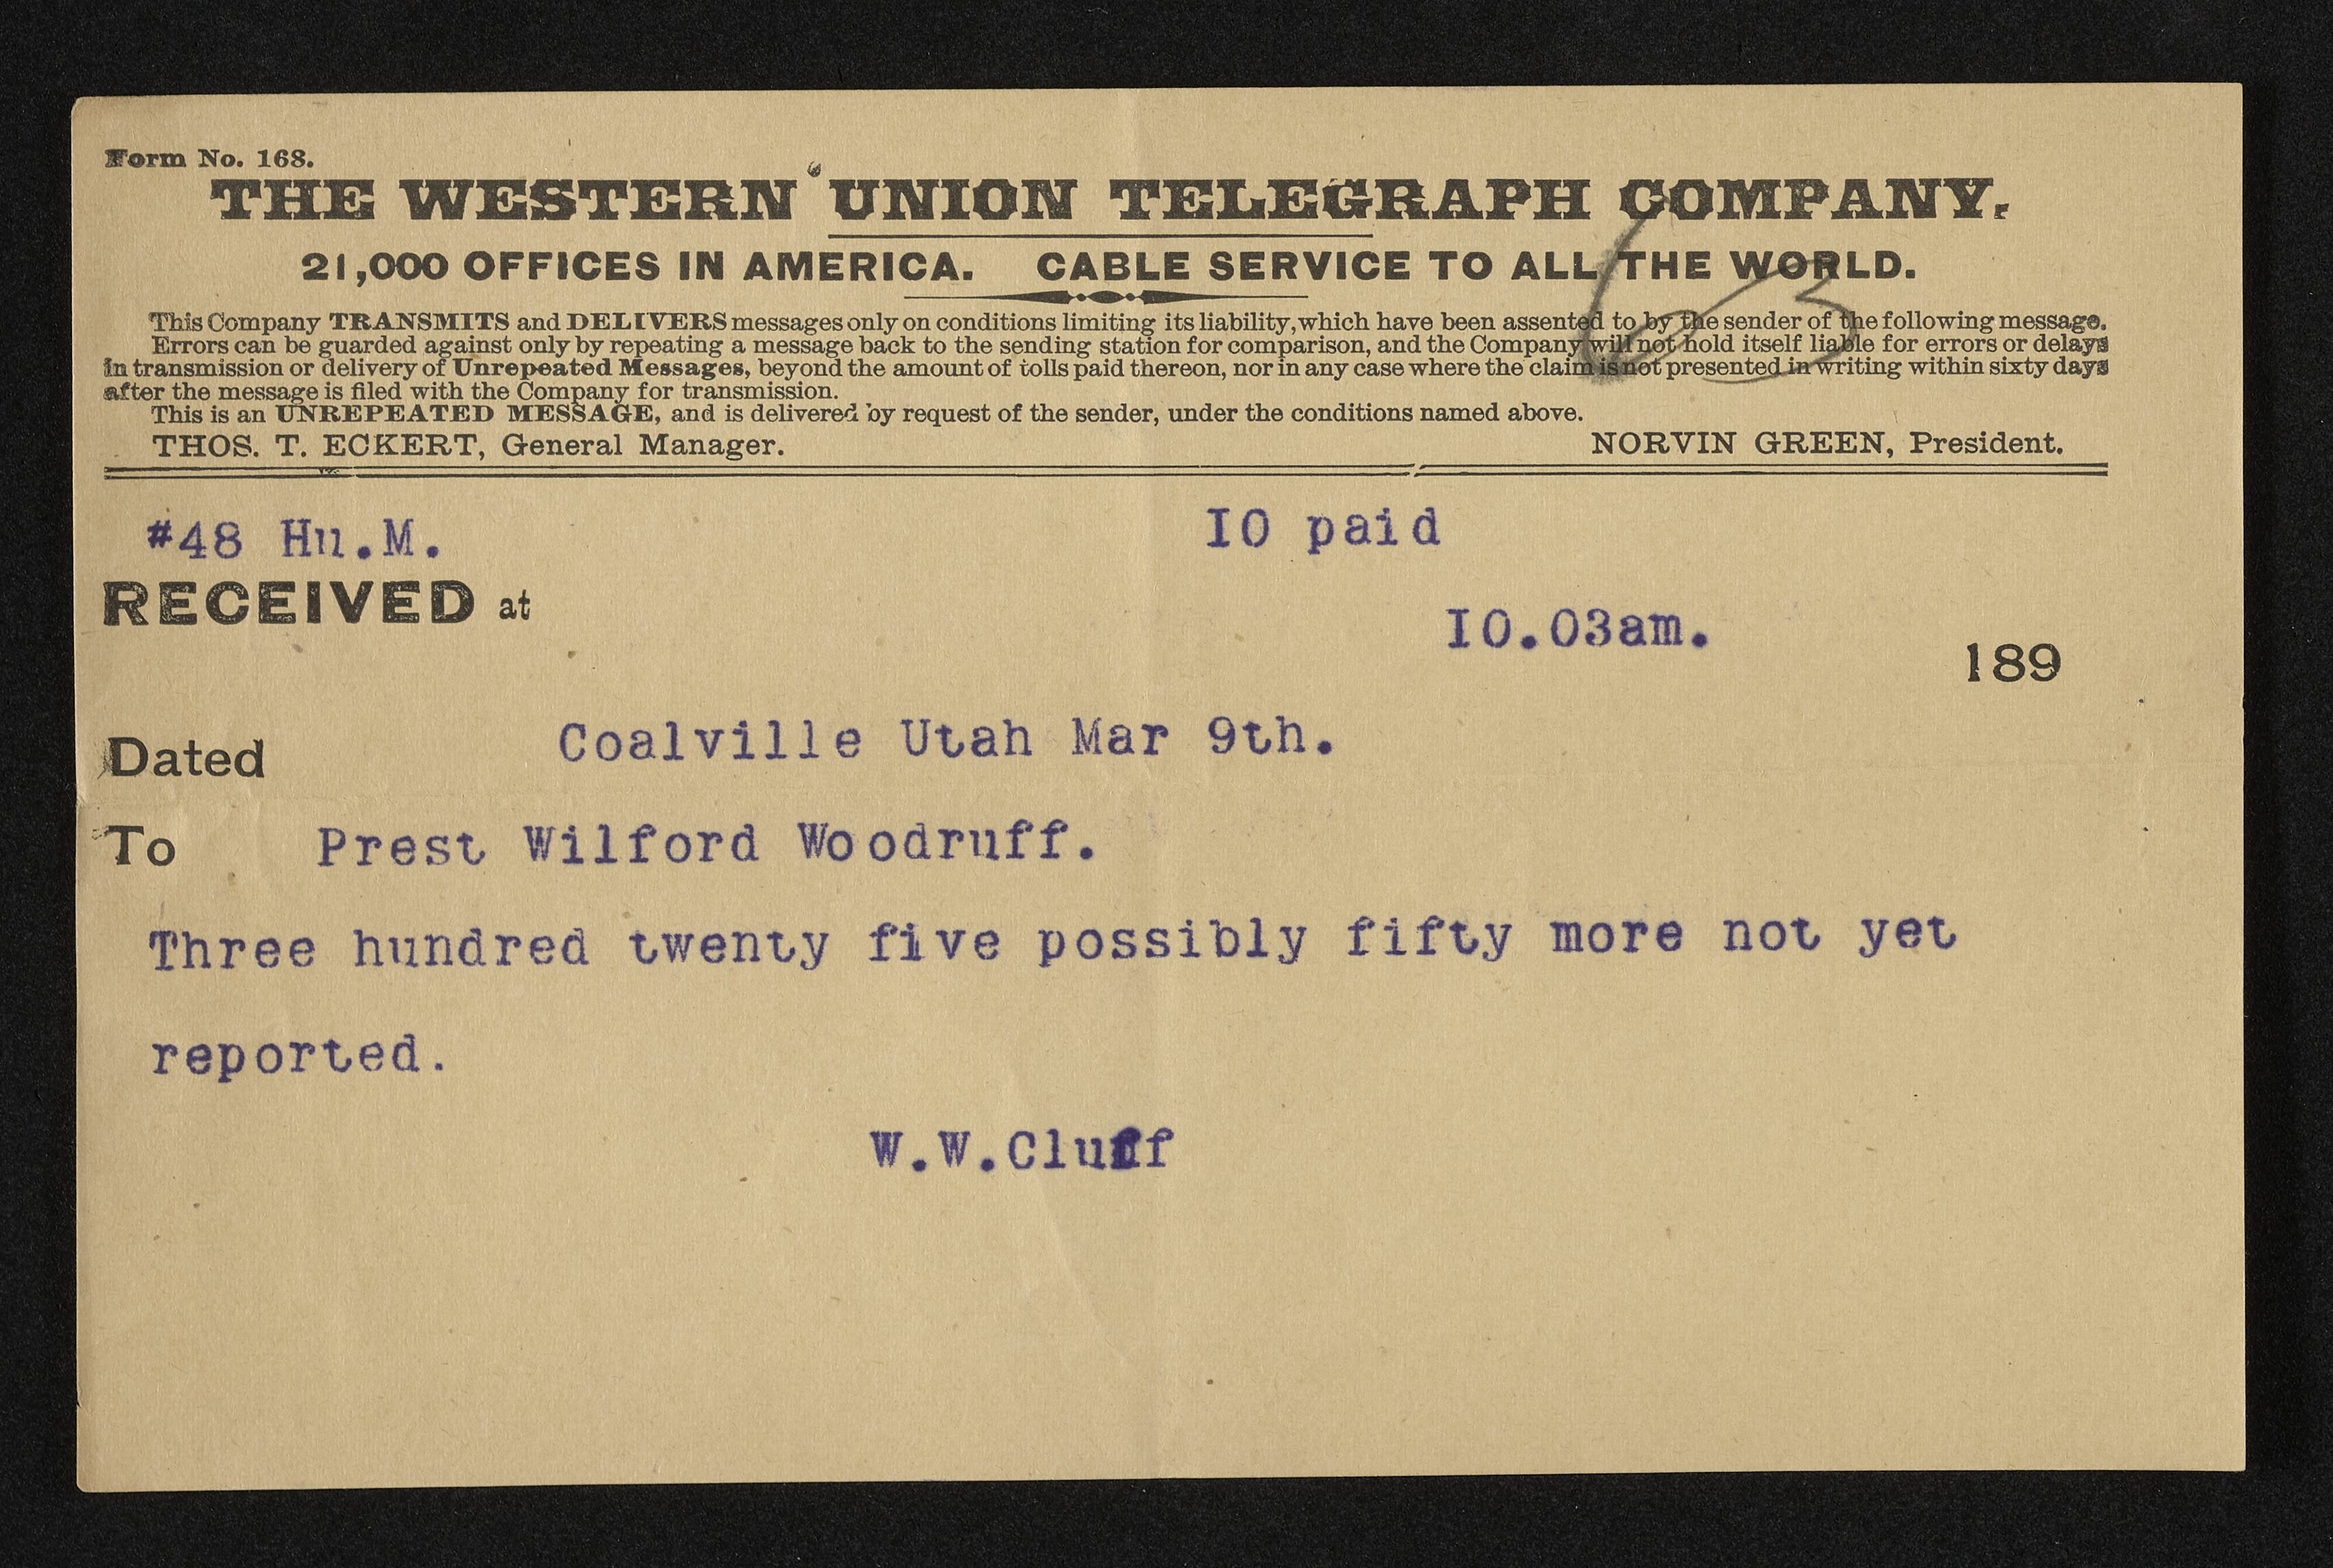 Form No. 168.
THE WESTERN UNION TELEGRAPH COMPANY.
21,000 OFFICES IN AMERICA. CABLE SERVICE TO ALL THE WORLD.
This Company TRANSMITS and DELIVERS messages only on conditions limiting its liability, which have been assented to by the sender of the following message.
Errors can be guarded against only by repeating a message back to the sending station for comparison, and the Company will not hold itself liable for errors or delays
in transmission or delivery of Unrepeated Messages, beyond the amount of tolls paid thereon, nor in any case where the claim is not presented in writing within sixty days
after the message is filed with the Company for transmission.
This is an UNREPEATED MESSAGE, and is delivered by request of the sender, under the conditions named above.
THOS. T. ECKERT, General Manager. NORVIN GREEN, President.
#48 Hu.M. IO paid
RECEIVED at
IO.03am.
189
Dated Coalville Utah Mar 9th.
To Prest Wilford Woodruff.
Three hundred twenty five possibly fifty more not yet
reported.
W.W.Cluff